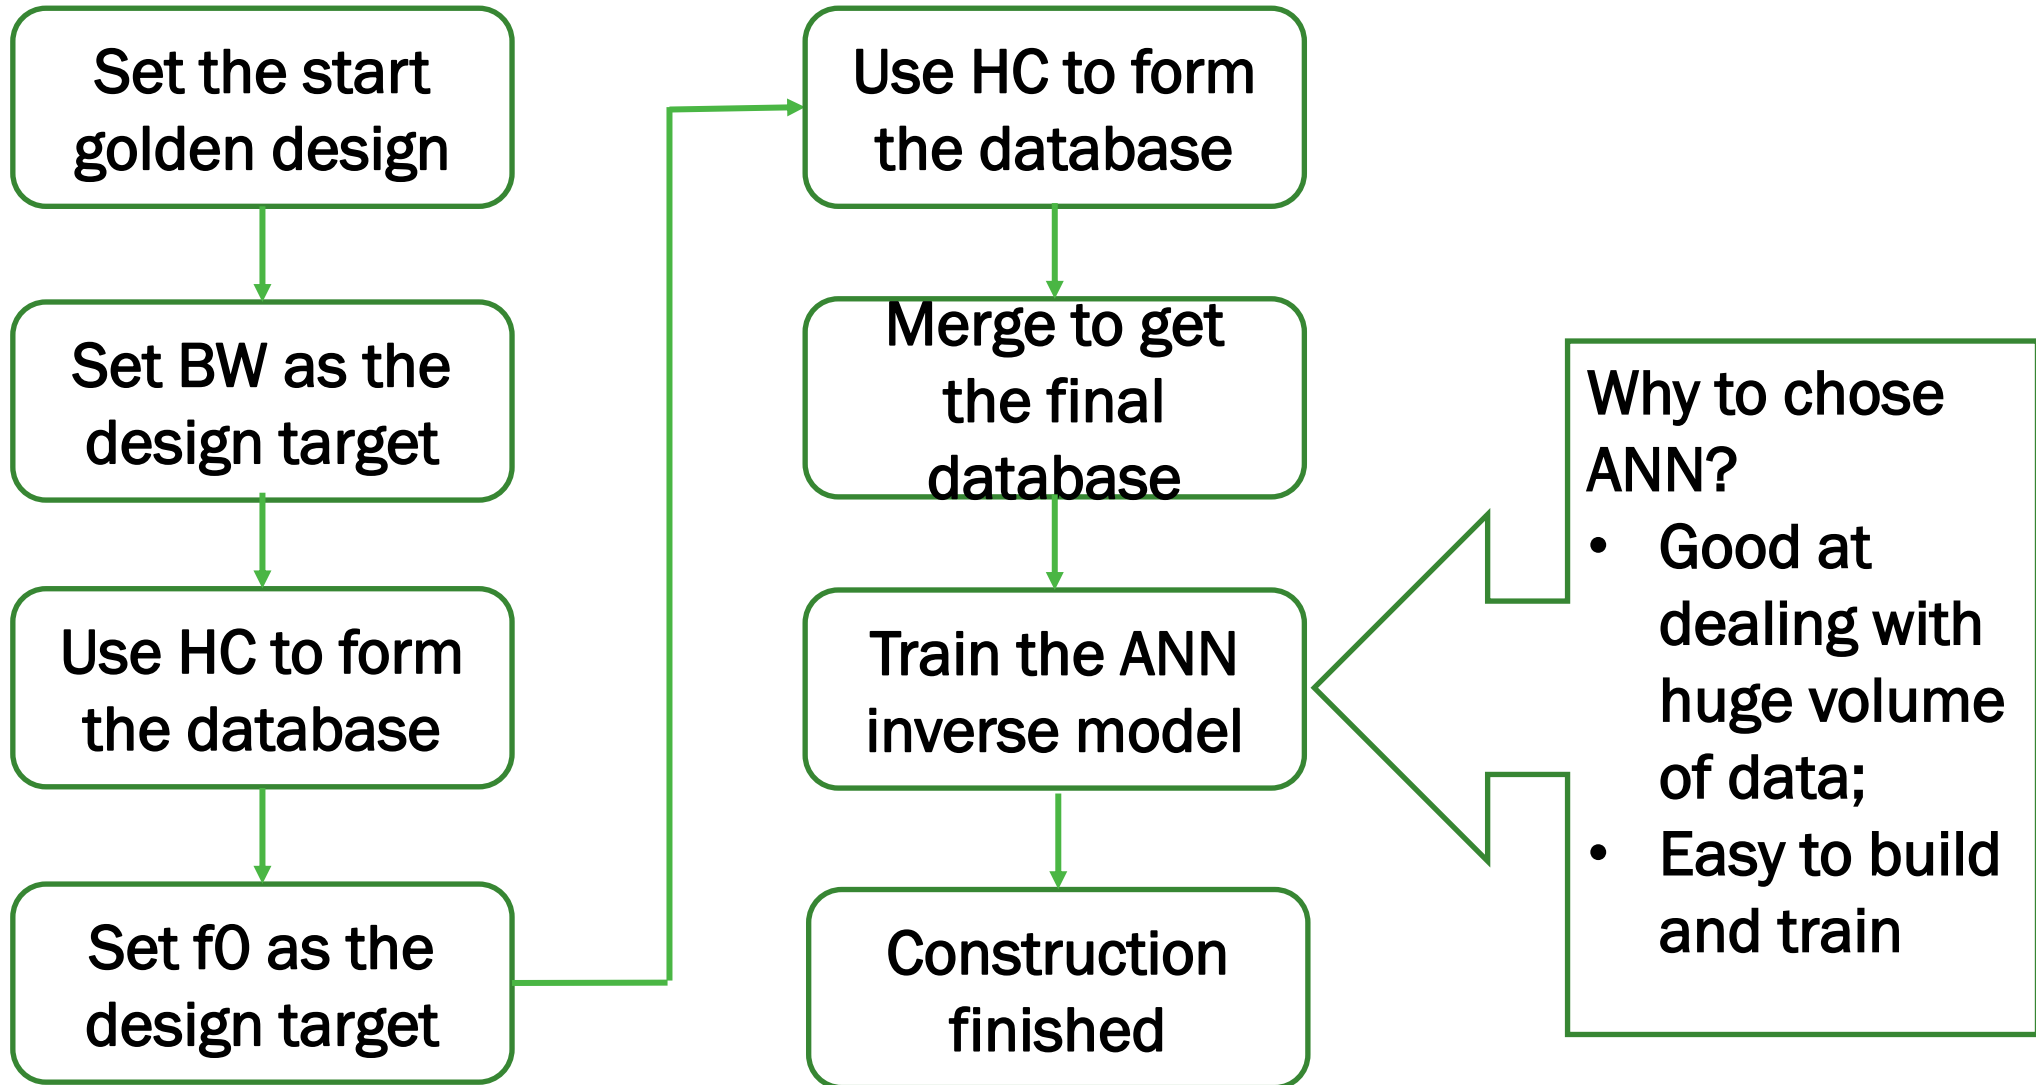 Set the start
golden design
Set BW as the
design target
Use HC to form
the database
Set f0 as the
design target
Use HC to form
the database
Merge to get
the final
database
Train the ANN
inverse model
Construction
finished
Why to chose
ANN?
• Good at
dealing with
huge volume
of data;
• Easy to build
and train